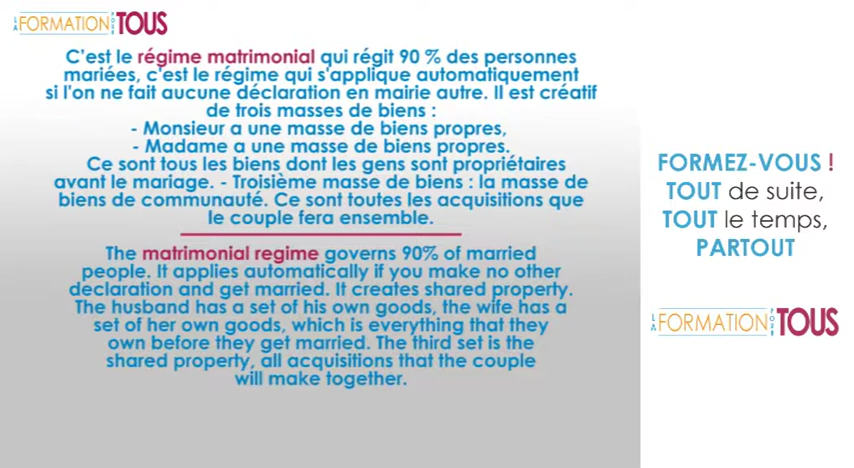 LA FORMATION POUR TOUS
C'est le régime matrimonial qui régit 90 % des personnes
mariées, c'est le régime qui s'applique automatiquement
si l'on ne fait aucune déclaration en mairie autre. Il est créatif
de trois masses de biens :
- Monsieur a une masse de biens propres,
- Madame a une masse de biens propres.
Ce sont tous les biens dont les gens sont propriétaires
avant le mariage. - Troisième masse de biens : la masse de
biens de communauté. Ce sont toutes les acquisitions que
le couple fera ensemble.
The matrimonial regime governs 90% of married
people. It applies automatically if you make no other
declaration and get married. It creates shared property.
The husband has a set of his own goods, the wife has a
set of her own goods, which is everything that they
own before they get married. The third set is the
shared property, all acquisitions that the couple
will make together.
FORMEZ-VOUS !
TOUT de suite,
TOUT le temps,
PARTOUT
LA FORMATION POUR TOUS